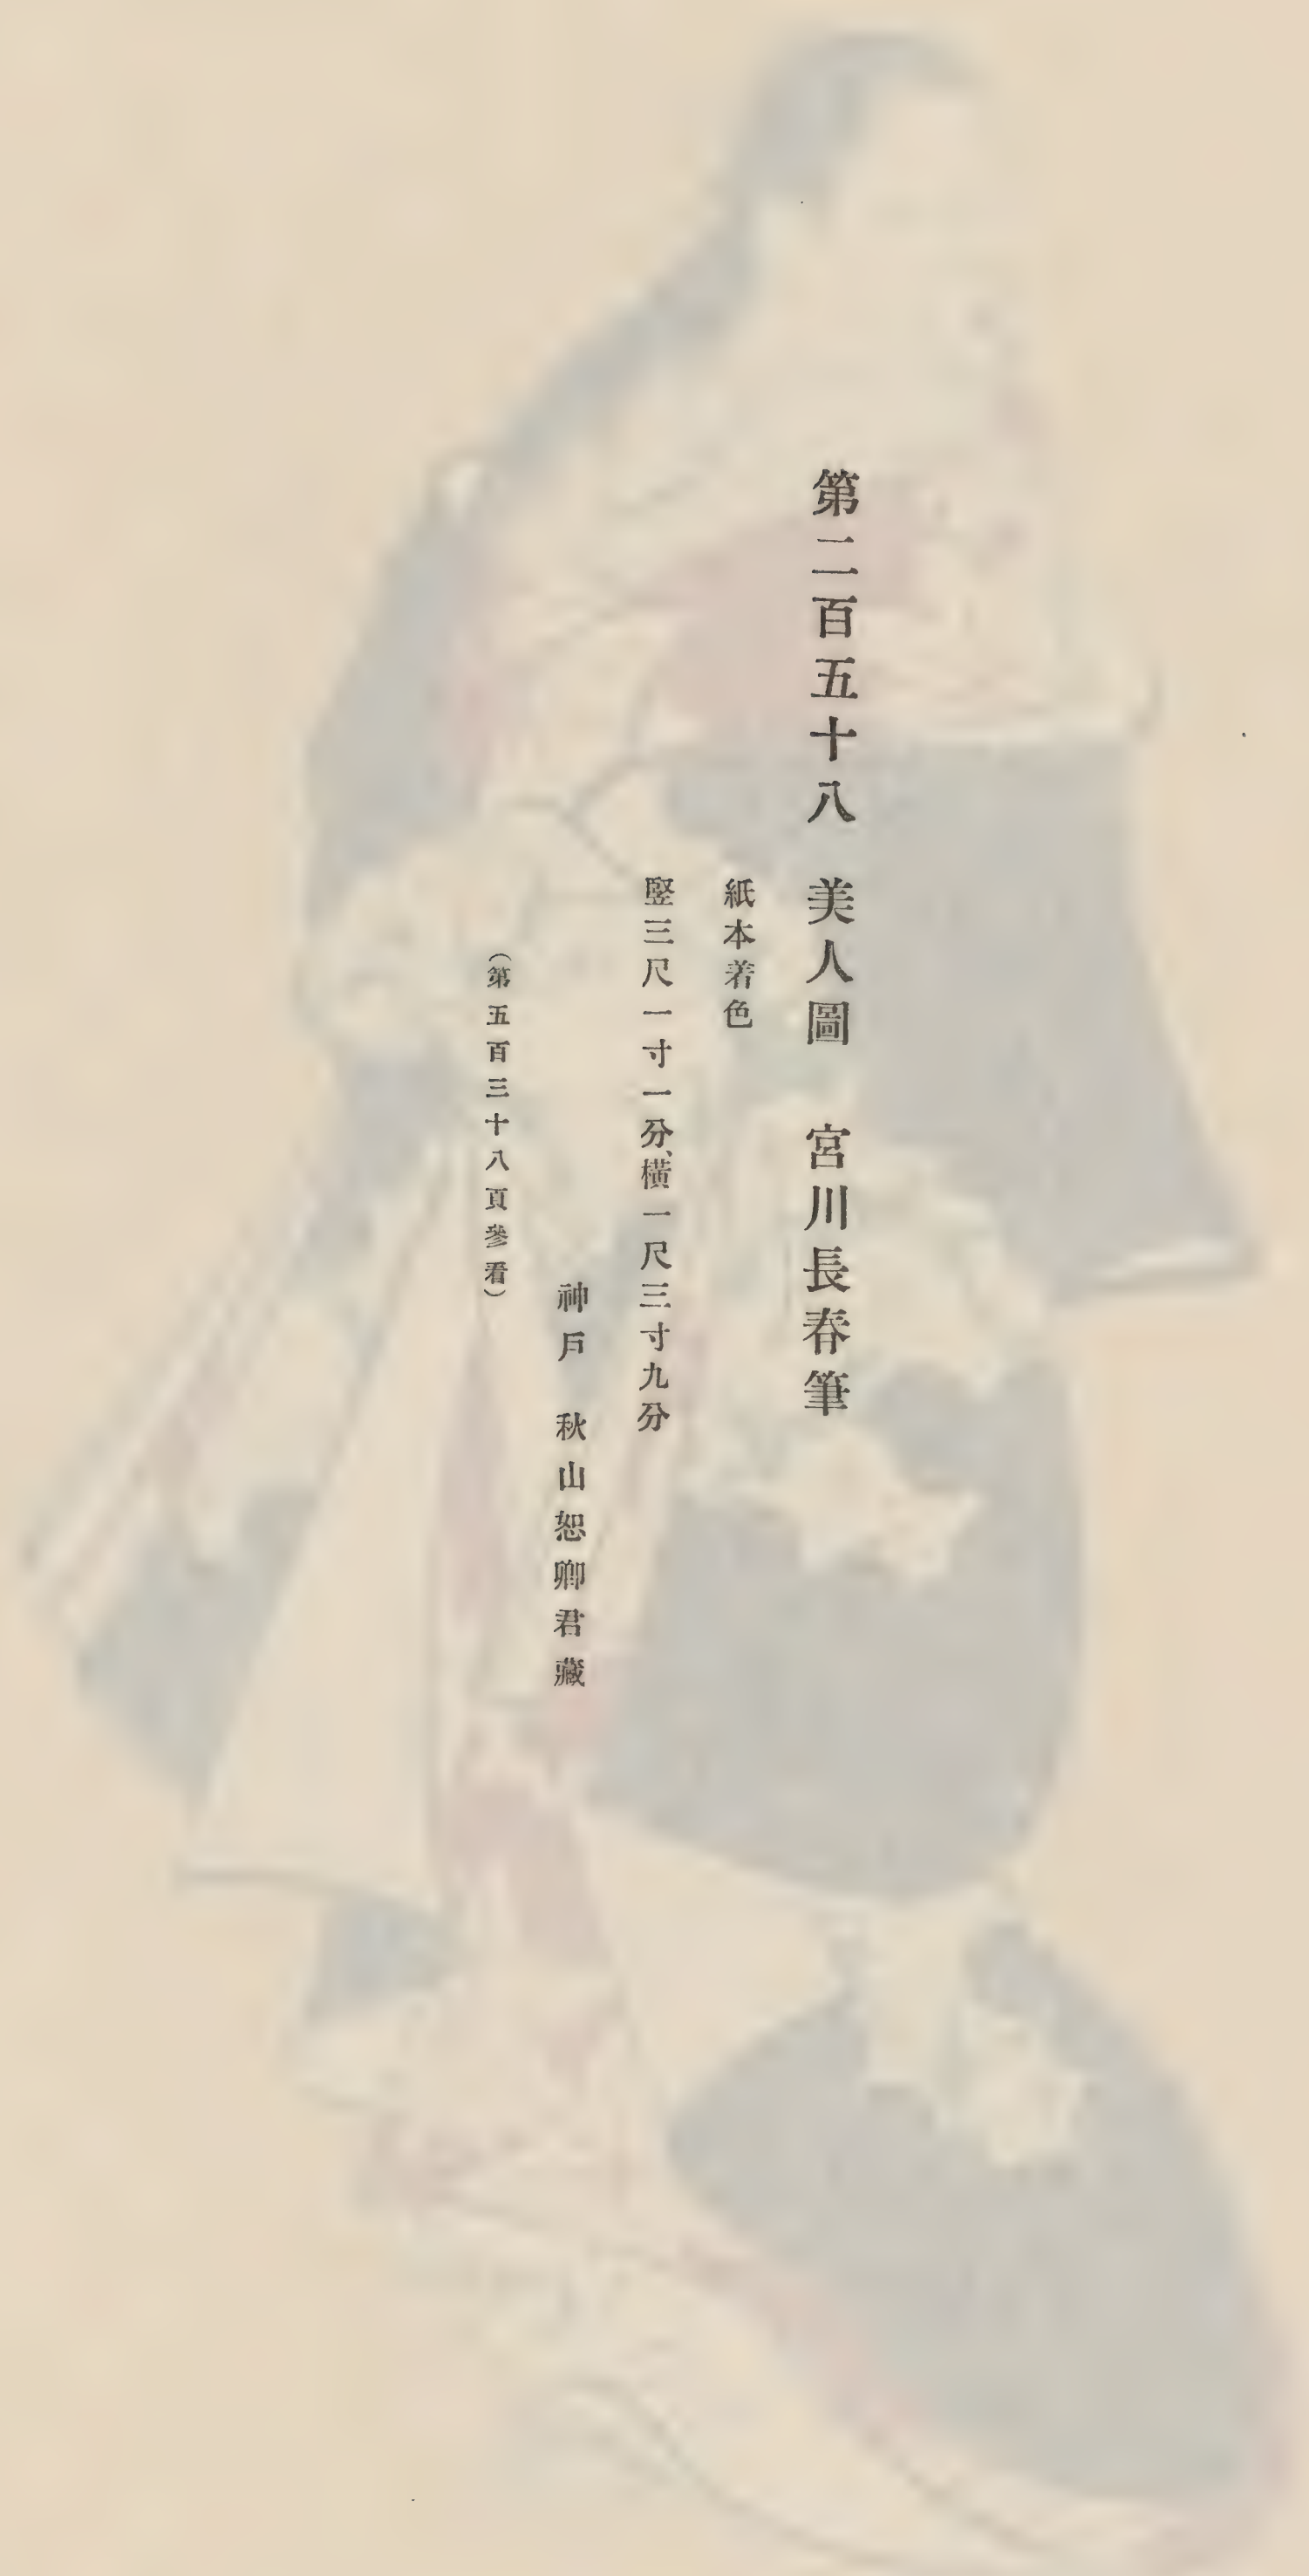 第二百五十八　美人圖　宮川長春筆
紙本着色
竪三尺一寸一分、橫一尺三寸九分
神戶　秋山恕卿君藏
（第五百三十八頁參看）